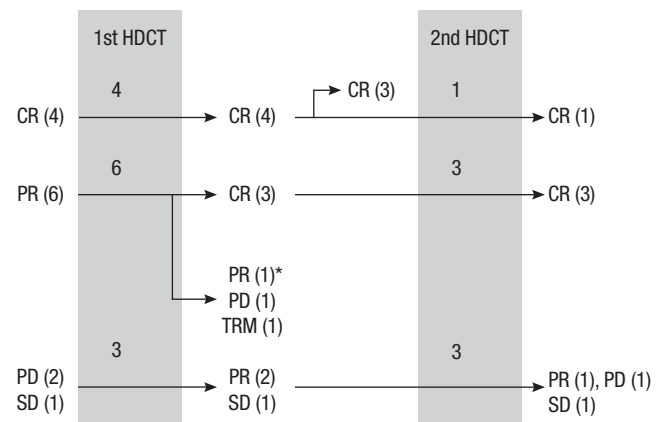 1st HDCT 2nd HDCT
4 CR (3) 1
CR (4) CR (4) CR (1)
6 3
PR (6) CR (3) CR (3)
PR (1)*
PD (1)
TRM (1)
3 3
PD (2) PR (2) PR (1), PD (1)
SD (1) SD (1) SD (1)